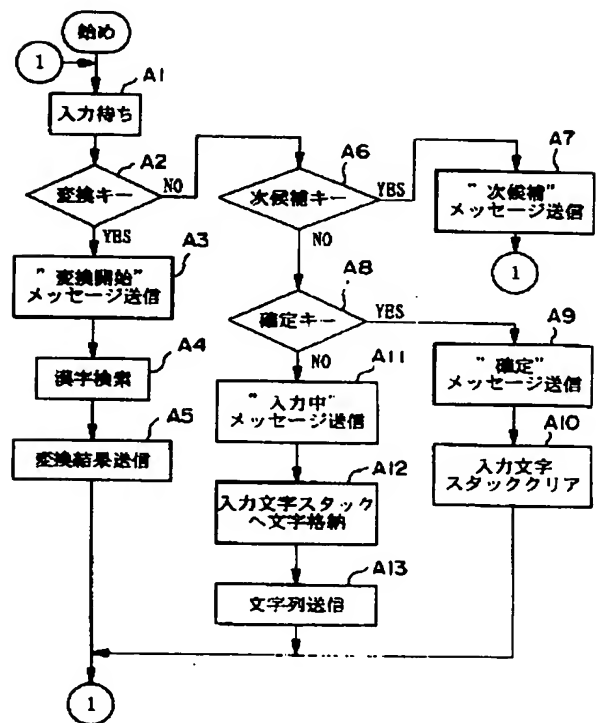 始め
1
A1
入力待ち
A2
変換キー
NO
YES
A3
”変換開始”
メッセージ送信
A4
漢字検索
A5
変換結果送信
A6
次候補キー
YES
NO
A7
”次候補”
メッセージ送信
1
A8
確定キー
YES
NO
A9
”確定”
メッセージ送信
A10
入力文字
スタッククリア
A11
”入力中”
メッセージ送信
A12
入力文字スタック
へ文字格納
A13
文字列送信
1